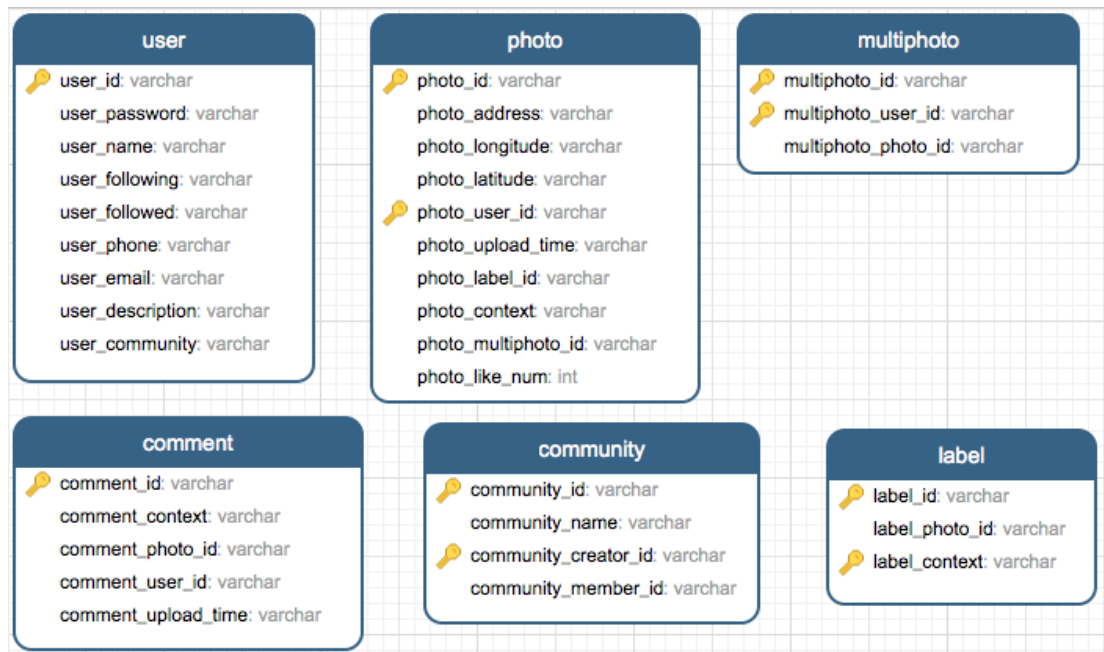 user
user_id: varchar
user_password: varchar
user_name: varchar
user_following: varchar
user_followed: varchar
user_phone: varchar
user_email: varchar
user_description: varchar
user_community: varchar
photo
photo_id: varchar
photo_address: varchar
photo_longitude: varchar
photo_latitude: varchar
photo_user_id: varchar
photo_upload_time: varchar
photo_label_id: varchar
photo_context: varchar
photo_multiphoto_id: varchar
photo_like_num: int
multiphoto
multiphoto_id: varchar
multiphoto_user_id: varchar
multiphoto_photo_id: varchar
comment
comment_id: varchar
comment_context: varchar
comment_photo_id: varchar
comment_user_id: varchar
comment_upload_time: varchar
community
community_id: varchar
community_name: varchar
community_creator_id: varchar
community_member_id: varchar
label
label_id: varchar
label_photo_id: varchar
label_context: varchar